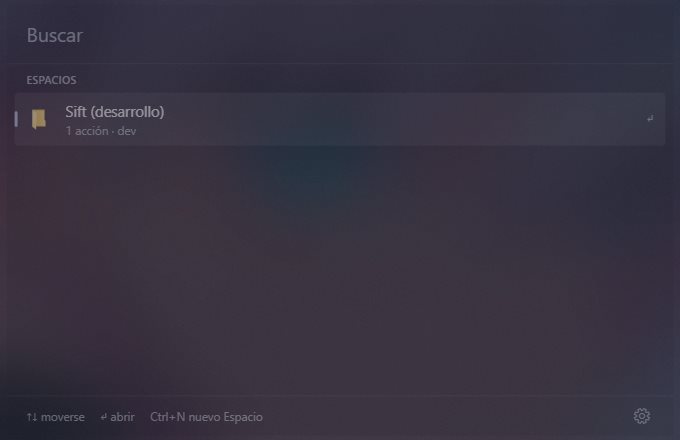 Buscar
ESPACIOS
Sift (desarrollo)
1 acción · dev
↑↓ moverse ↵ abrir Ctrl+N nuevo Espacio